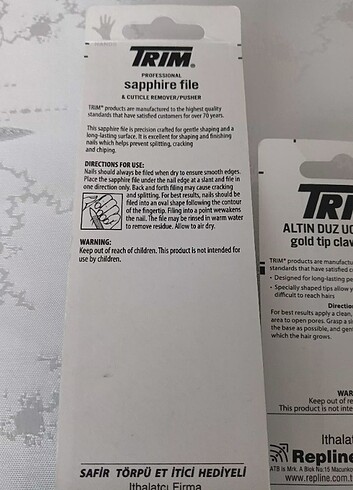 TRIM®
PROFESSIONAL
sapphire file
& CUTICLE REMOVER/PUSHER
TRIM® products are manufactured to the highest quality
standards that have satisfied customers for over 70 years.
This sapphire file is precision crafted for gentle shaping and a
long-lasting surface. It is excellent for shaping and finishing
nails which helps prevent splitting, cracking
and chiping.
DIRECTIONS FOR USE:
Nails should always be filed when dry to ensure smooth edges.
Place the sapphire file under the nail edge at a slant and file in
one direction only. Back and forth filing may cause cracking
and splitting. For best results, nails should be
filed into an oval shape following the contour
of the fingertip. Filing into point wewakens
the nail. The file may be rinsed in warm water
to remove residue. Allow to air dry.
WARNING:
Keep out of reach of children. This product is not intended for
use by children.
SAFİR TÖRPÜ ET İTİCİ HEDİYELİ
İthalatçı Firma
TRI
ALTIN DUZ UÇ
gold tip claw
TRIM® products are manufactu
standards that have satisfied c
• Designed for long-lasting pe
• Specially shaped tips allow y
difficult to reach hairs
Directio
For best results apply a clean,
area to open pores. Grasp a s
the base as possible, and gen
which the hair grows.
WAR
Keep out of r
This product is not inter
İthalat
Repline
www.repline.com.t